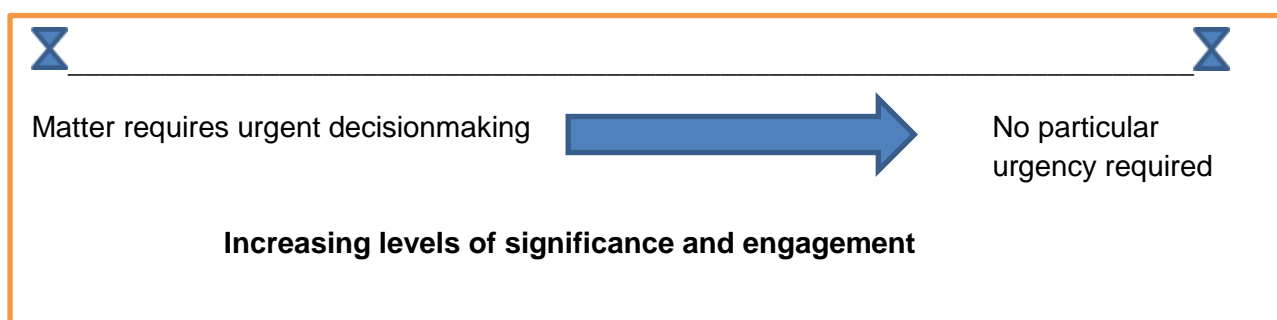 Matter requires urgent decisionmaking
No particular
urgency required
Increasing levels of significance and engagement